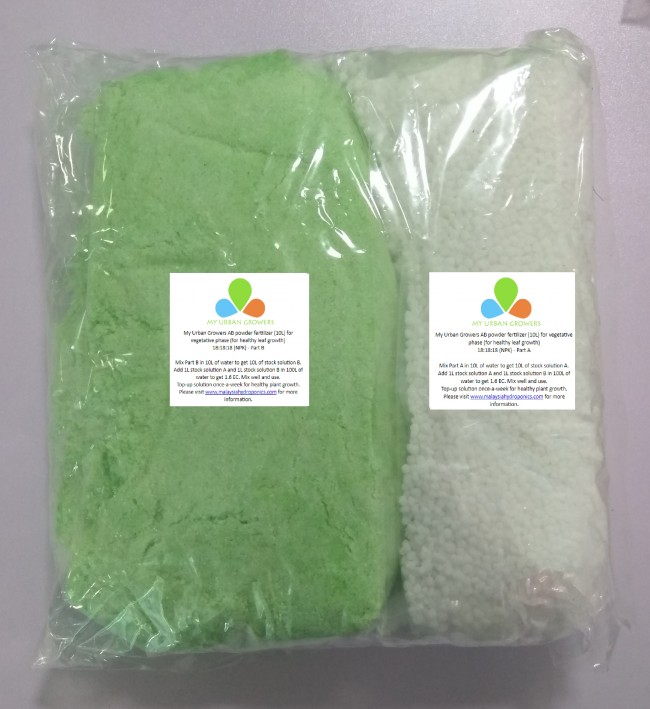 MY URBAN GROWERS
My Urban Growers AB powder fertilizer (10L) for
vegetative phase (for healthy leaf growth)
18:18:18 (NPK) - Part B
Mix Part B in 10L of water to get 10L of stock solution B.
Add 1L stock solution A and 1L stock solution B in 100L of
water to get 1.6 EC. Mix well and use.
Top-up solution once-a-week for healthy plant growth.
Please visit www.malaysiahydroponics.com for more
information.
MY URBAN GROWERS
My Urban Growers AB powder fertilizer (10L) for vegetative
phase (for healthy leaf growth)
18:18:18 (NPK) - Part A
Mix Part A in 10L of water to get 10L of stock solution A.
Add 1L stock solution A and 1L stock solution B in 100L of
water to get 1.6 EC. Mix well and use.
Top-up solution once-a-week for healthy plant growth.
Please visit www.malaysiahydroponics.com for more
information.